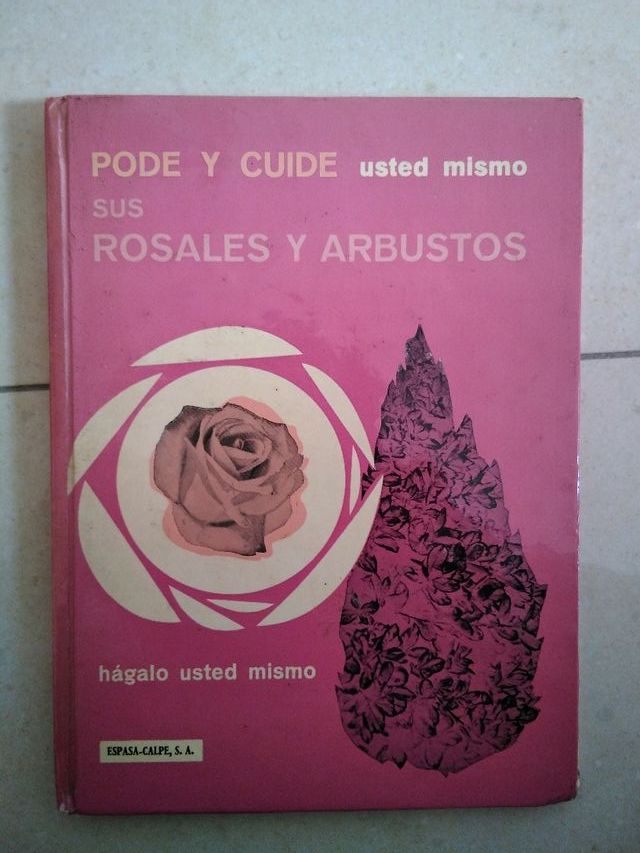 PODE Y CUIDE usted mismo
SUS
ROSALES Y ARBUSTOS
hágalo usted mismo
ESPASA-CALPE, S. A.